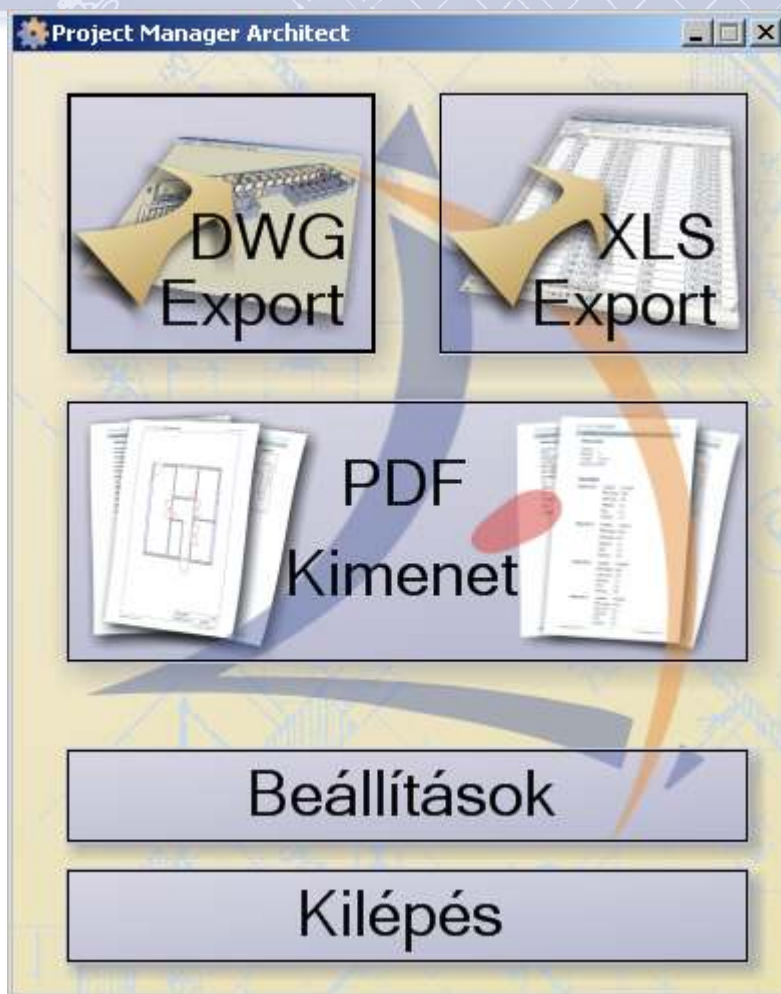 Project Manager Architect
DWG
Export
XLS
Export
PDF
Kimenet
Beállítások
Kilépés